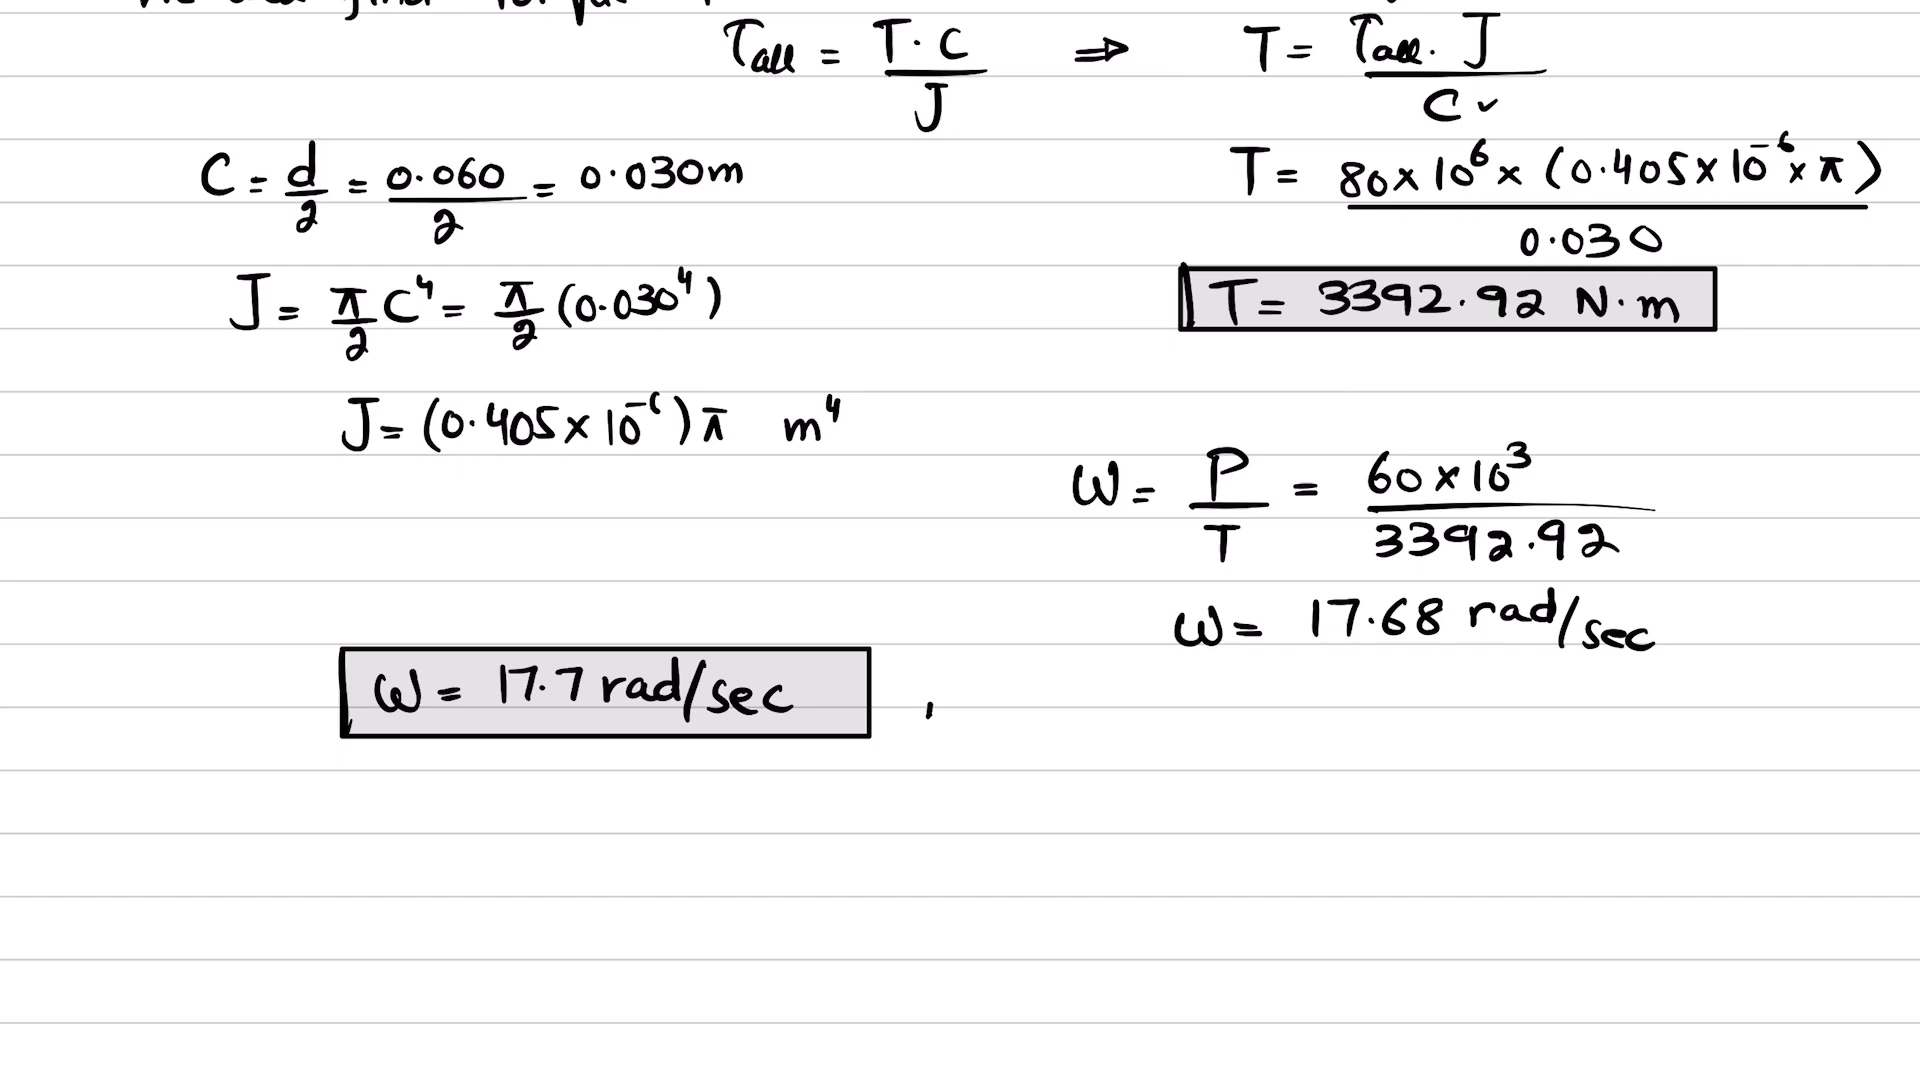 τall = T·C / J ⇒ T = τall · J / C
C = d/2 = 0.060/2 = 0.030m
T = 80×10⁶ × (0.405×10⁻⁶ × π) / 0.030
J = π/2 C⁴ = π/2 (0.030⁴)
T = 3392.92 N·m
J = (0.405×10⁻⁶)π m⁴
ω = P/T = 60×10³ / 3392.92
ω = 17.68 rad/sec
ω = 17.7 rad/sec ,